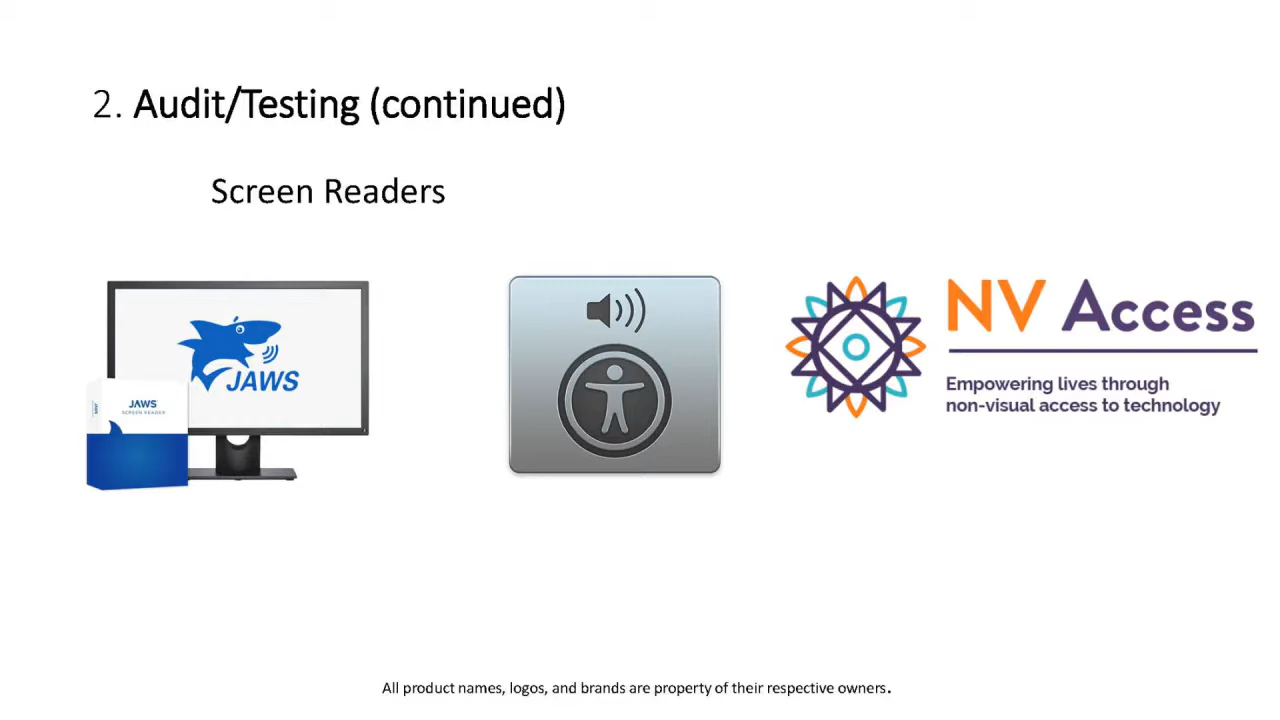 2. Audit/Testing (continued)
Screen Readers
JAWS
JAWS
SCREEN READER
NV Access
Empowering lives through
non-visual access to technology
All product names, logos, and brands are property of their respective owners.